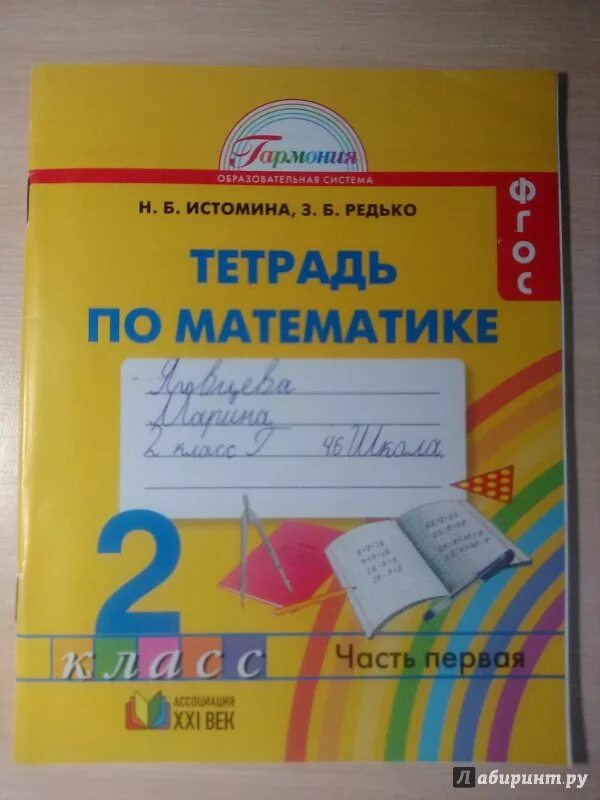 Гармония
ОБРАЗОВАТЕЛЬНАЯ СИСТЕМА
Н. Б. ИСТОМИНА, З. Б. РЕДЬКО
ФГОС
ТЕТРАДЬ
ПО МАТЕМАТИКЕ
Марина
2 класс Г 46 Школа
2
класс
Часть первая
АССОЦИАЦИЯ
XXI ВЕК
Лабиринт.ру